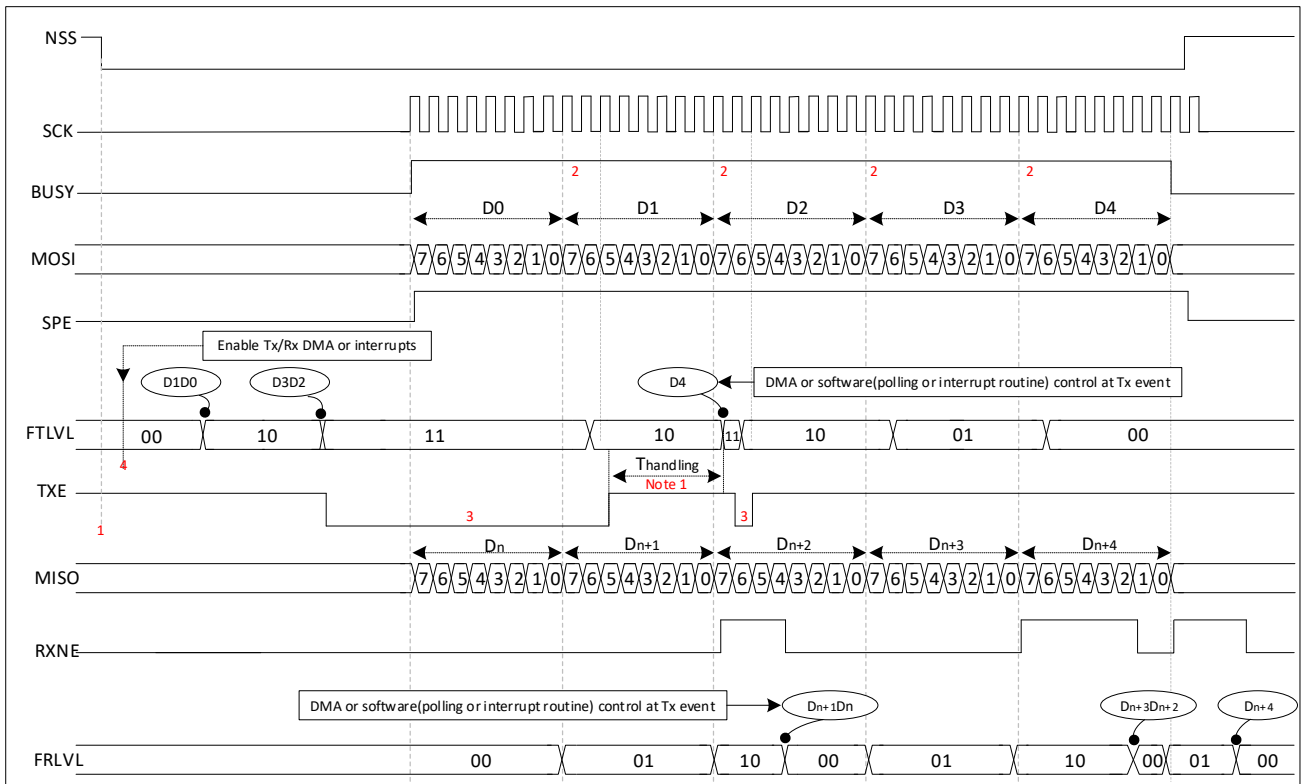 NSS
SCK
BUSY
2 2 2 2
D0 D1 D2 D3 D4
MOSI
7 6 5 4 3 2 1 0 7 6 5 4 3 2 1 0 7 6 5 4 3 2 1 0 7 6 5 4 3 2 1 0 7 6 5 4 3 2 1 0
SPE
Enable Tx/Rx DMA or interrupts
D1D0 D3D2 D4 DMA or software(polling or interrupt routine) control at Tx event
FTLVL 00 10 11 10 11 10 01 00
4
Thandling
Note 1
TXE
1 3 3
Dn Dn+1 Dn+2 Dn+3 Dn+4
MISO 7 6 5 4 3 2 1 0 7 6 5 4 3 2 1 0 7 6 5 4 3 2 1 0 7 6 5 4 3 2 1 0 7 6 5 4 3 2 1 0
RXNE
DMA or software(polling or interrupt routine) control at Tx event Dn+1Dn Dn+3Dn+2 Dn+4
FRLVL 00 01 10 00 01 10 00 01 00